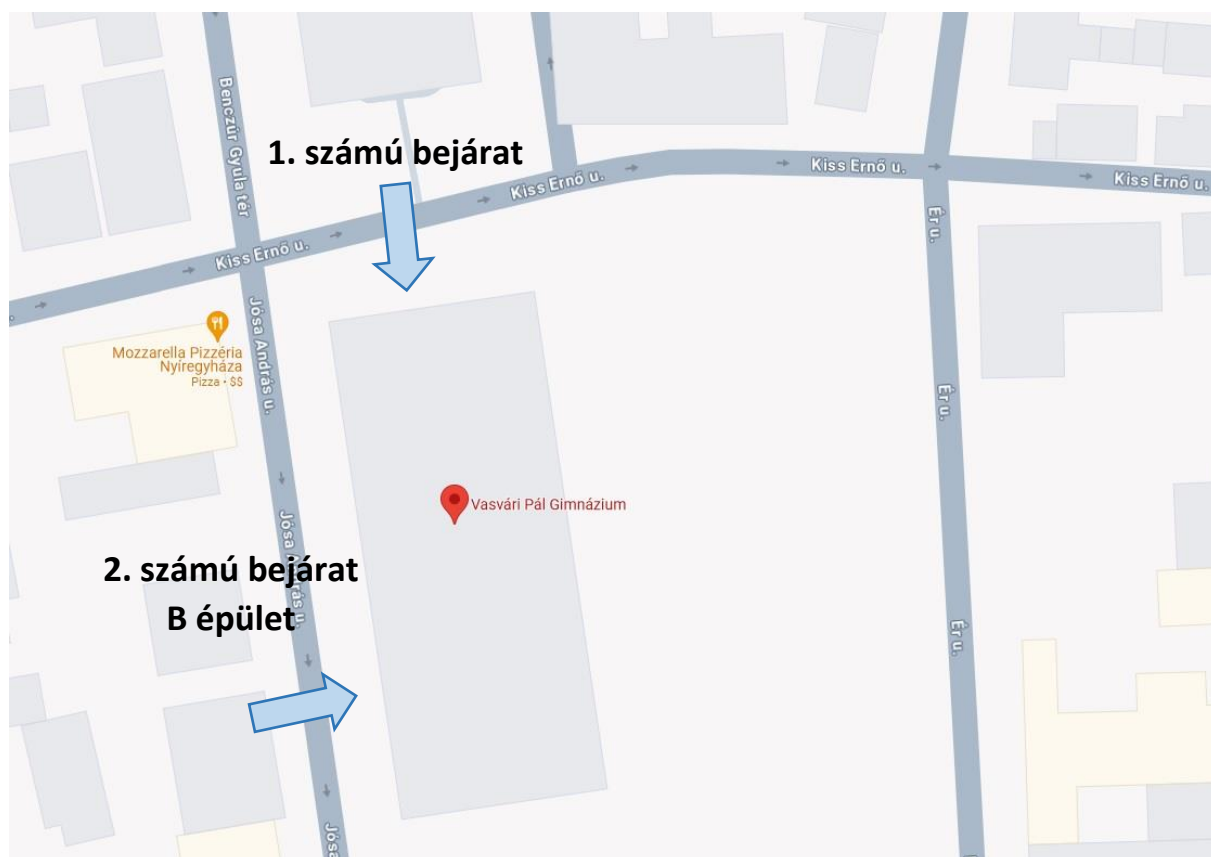 Benczúr Gyula tér
1. számú bejárat
Kiss Ernő u.
Kiss Ernő u.
Kiss Ernő u.
Kiss Ernő u.
Ér u.
Jósa András u.
Mozzarella Pizzéria
Nyíregyháza
Pizza • $$
Ér u.
Vasvári Pál Gimnázium
Jósa András u.
2. számú bejárat
B épület
Ér u.
Jósa